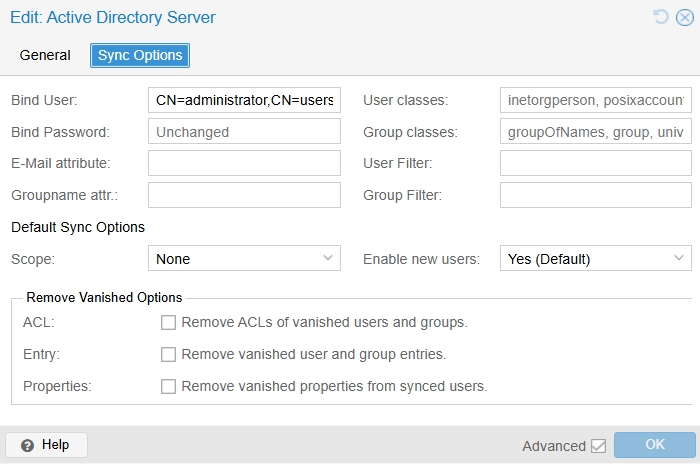 Edit: Active Directory Server
General Sync Options
Bind User: CN=administrator,CN=users User classes: inetorgperson, posixaccount
Bind Password: Unchanged Group classes: groupOfNames, group, univ
E-Mail attribute: User Filter:
Groupname attr.: Group Filter:
Default Sync Options
Scope: None Enable new users: Yes (Default)
Remove Vanished Options
ACL: Remove ACLs of vanished users and groups.
Entry: Remove vanished user and group entries.
Properties: Remove vanished properties from synced users.
Help Advanced OK